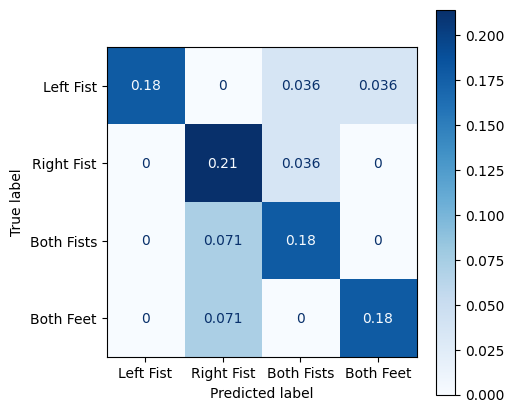 Left Fist 0.18 0 0.036 0.036
Right Fist 0 0.21 0.036 0
Both Fists 0 0.071 0.18 0
Both Feet 0 0.071 0 0.18
Left Fist Right Fist Both Fists Both Feet
Predicted label
True label
0.200
0.175
0.150
0.125
0.100
0.075
0.050
0.025
0.000